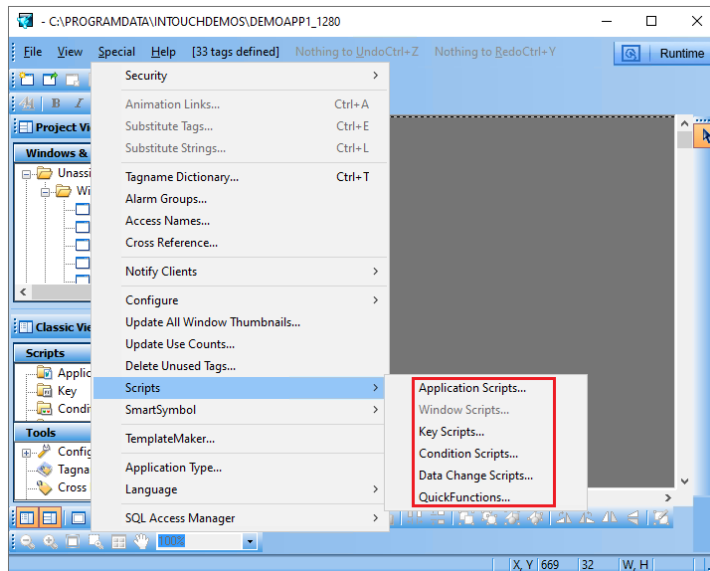 - C:\PROGRAMDATA\INTOUCHDEMOS\DEMOAPP1_1280
File View Special Help [33 tags defined] Nothing to UndoCtrl+Z Nothing to RedoCtrl+Y Runtime
B I
Project Vi
Windows &
Unassi
Wi
Classic Vie
Scripts
Applic
Key
Condi
Tools
Config
Tagna
Cross
Security
Animation Links... Ctrl+A
Substitute Tags... Ctrl+E
Substitute Strings... Ctrl+L
Tagname Dictionary... Ctrl+T
Alarm Groups...
Access Names...
Cross Reference...
Notify Clients
Configure
Update All Window Thumbnails...
Update Use Counts...
Delete Unused Tags...
Scripts
SmartSymbol
TemplateMaker...
Application Type...
Language
SQL Access Manager
Application Scripts...
Window Scripts...
Key Scripts...
Condition Scripts...
Data Change Scripts...
QuickFunctions...
100%
X, Y 669 32 W, H